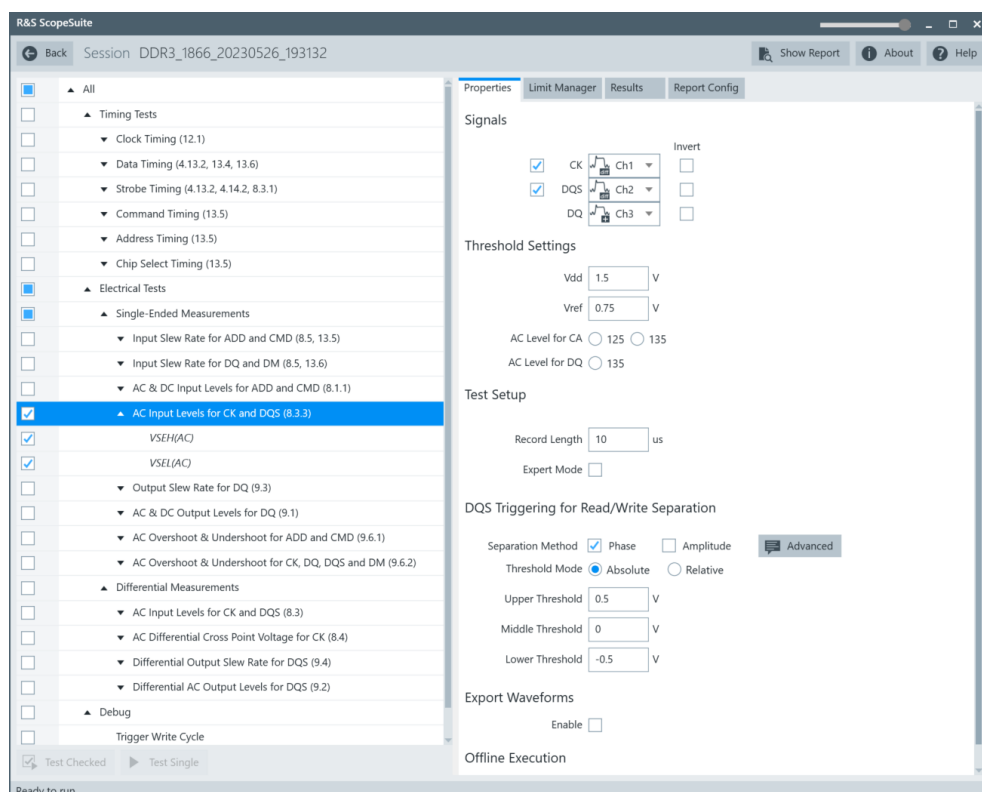 R&S ScopeSuite
Back Session DDR3_1866_20230526_193132 Show Report About Help
All
Timing Tests
Clock Timing (12.1)
Data Timing (4.13.2, 13.4, 13.6)
Strobe Timing (4.13.2, 4.14.2, 8.3.1)
Command Timing (13.5)
Address Timing (13.5)
Chip Select Timing (13.5)
Electrical Tests
Single-Ended Measurements
Input Slew Rate for ADD and CMD (8.5, 13.5)
Input Slew Rate for DQ and DM (8.5, 13.6)
AC & DC Input Levels for ADD and CMD (8.1.1)
AC Input Levels for CK and DQS (8.3.3)
VSEH(AC)
VSEL(AC)
Output Slew Rate for DQ (9.3)
AC & DC Output Levels for DQ (9.1)
AC Overshoot & Undershoot for ADD and CMD (9.6.1)
AC Overshoot & Undershoot for CK, DQ, DQS and DM (9.6.2)
Differential Measurements
AC Input Levels for CK and DQS (8.3)
AC Differential Cross Point Voltage for CK (8.4)
Differential Output Slew Rate for DQS (9.4)
Differential AC Output Levels for DQS (9.2)
Debug
Trigger Write Cycle
Test Checked Test Single
Ready to run
Properties Limit Manager Results Report Config
Signals
Invert
CK Ch1
DQS Ch2
DQ Ch3
Threshold Settings
Vdd 1.5 V
Vref 0.75 V
AC Level for CA 125 135
AC Level for DQ 135
Test Setup
Record Length 10 us
Expert Mode
DQS Triggering for Read/Write Separation
Separation Method Phase Amplitude Advanced
Threshold Mode Absolute Relative
Upper Threshold 0.5 V
Middle Threshold 0 V
Lower Threshold -0.5 V
Export Waveforms
Enable
Offline Execution